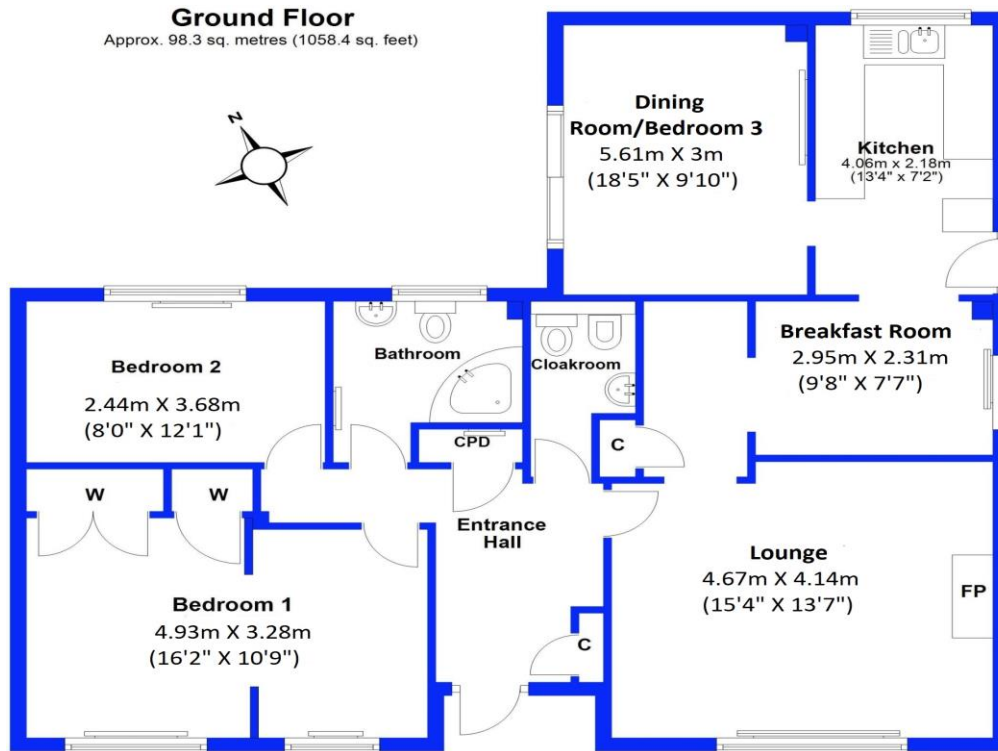 Ground Floor
Approx. 98.3 sq. metres (1058.4 sq. feet)
N
Dining
Room/Bedroom 3
5.61m X 3m
(18'5" X 9'10")
Kitchen
4.06m x 2.18m
(13'4" x 7'2")
Bedroom 2
2.44m X 3.68m
(8'0" X 12'1")
Bathroom
Cloakroom
Breakfast Room
2.95m X 2.31m
(9'8" X 7'7")
CPD
C
W
W
Entrance
Hall
Lounge
4.67m X 4.14m
(15'4" X 13'7")
FP
Bedroom 1
4.93m X 3.28m
(16'2" X 10'9")
C